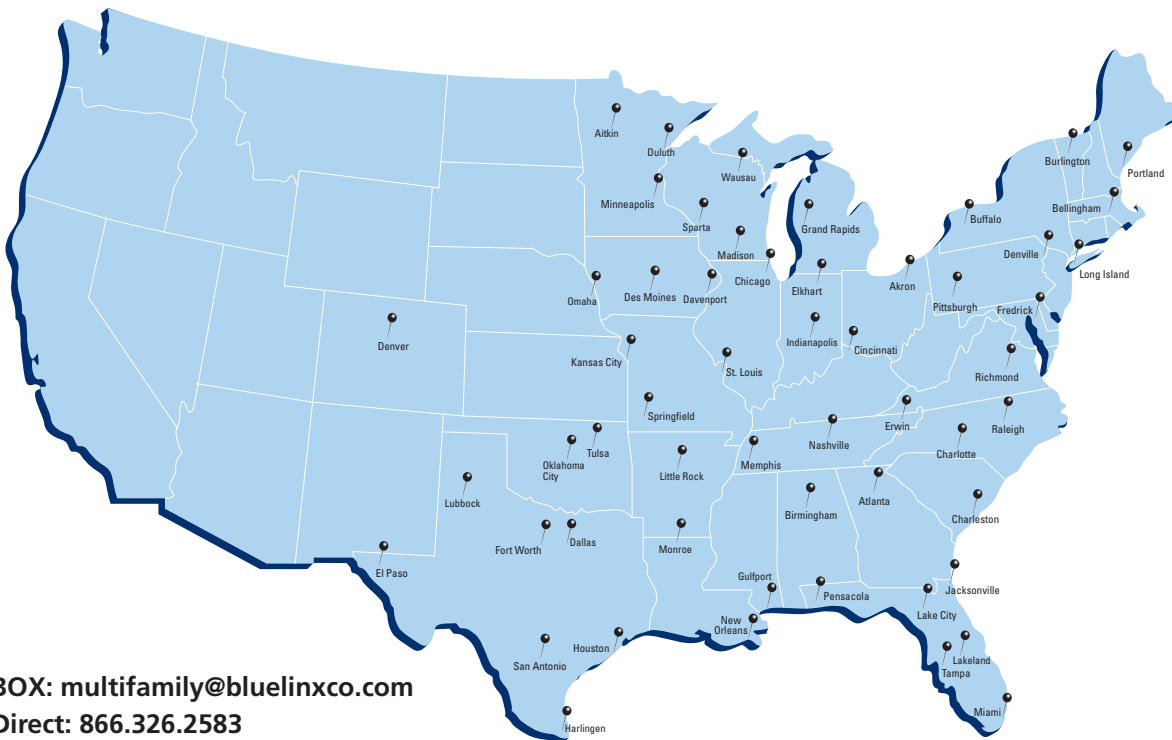 Aitkin
Duluth
Wausau
Burlington
Portland
Minneapolis
Bellingham
Sparta
Grand Rapids
Buffalo
Madison
Denville
Chicago
Long Island
Omaha
Des Moines
Davenport
Elkhart
Akron
Pittsburgh
Fredrick
Denver
Kansas City
St. Louis
Indianapolis
Cincinnati
Richmond
Springfield
Nashville
Erwin
Raleigh
Tulsa
Oklahoma
City
Little Rock
Memphis
Charlotte
Lubbock
Birmingham
Atlanta
Charleston
Fort Worth
Dallas
Monroe
El Paso
Gulfport
Pensacola
Jacksonville
Lake City
New
Orleans
San Antonio
Houston
Lakeland
Tampa
Miami
Harlingen
BOX: multifamily@bluelinxco.com
Direct: 866.326.2583